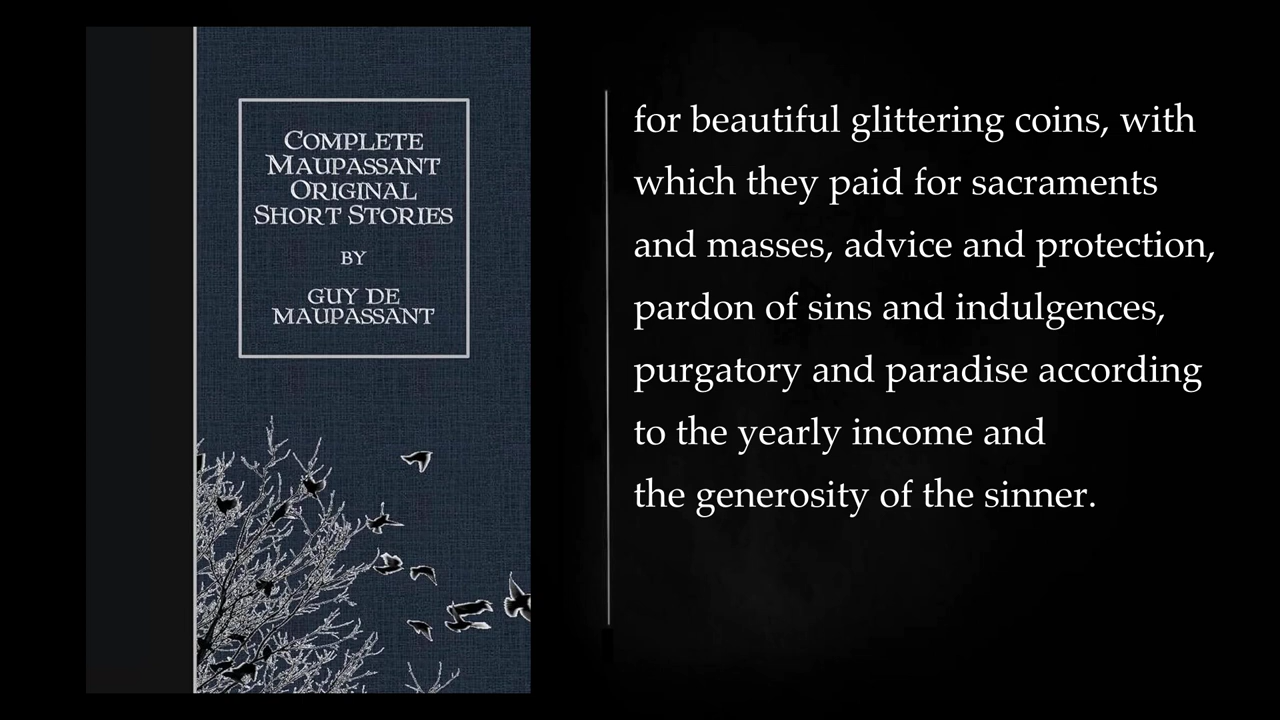 COMPLETE
MAUPASSANT
ORIGINAL
SHORT STORIES
BY
GUY DE
MAUPASSANT
for beautiful glittering coins, with
which they paid for sacraments
and masses, advice and protection,
pardon of sins and indulgences,
purgatory and paradise according
to the yearly income and
the generosity of the sinner.